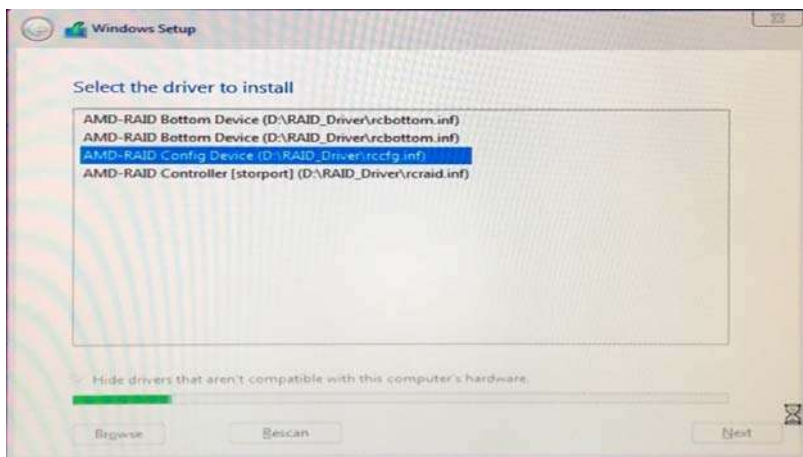 Windows Setup
Select the driver to install
AMD-RAID Bottom Device (D:\RAID_Driver\rcbottom.inf)
AMD-RAID Bottom Device (D:\RAID_Driver\rcbottom.inf)
AMD-RAID Config Device (D:\RAID_Driver\rccfg.inf)
AMD-RAID Controller [storport] (D:\RAID_Driver\rcraid.inf)
Hide drivers that aren't compatible with this computer's hardware.
Browse Rescan Next